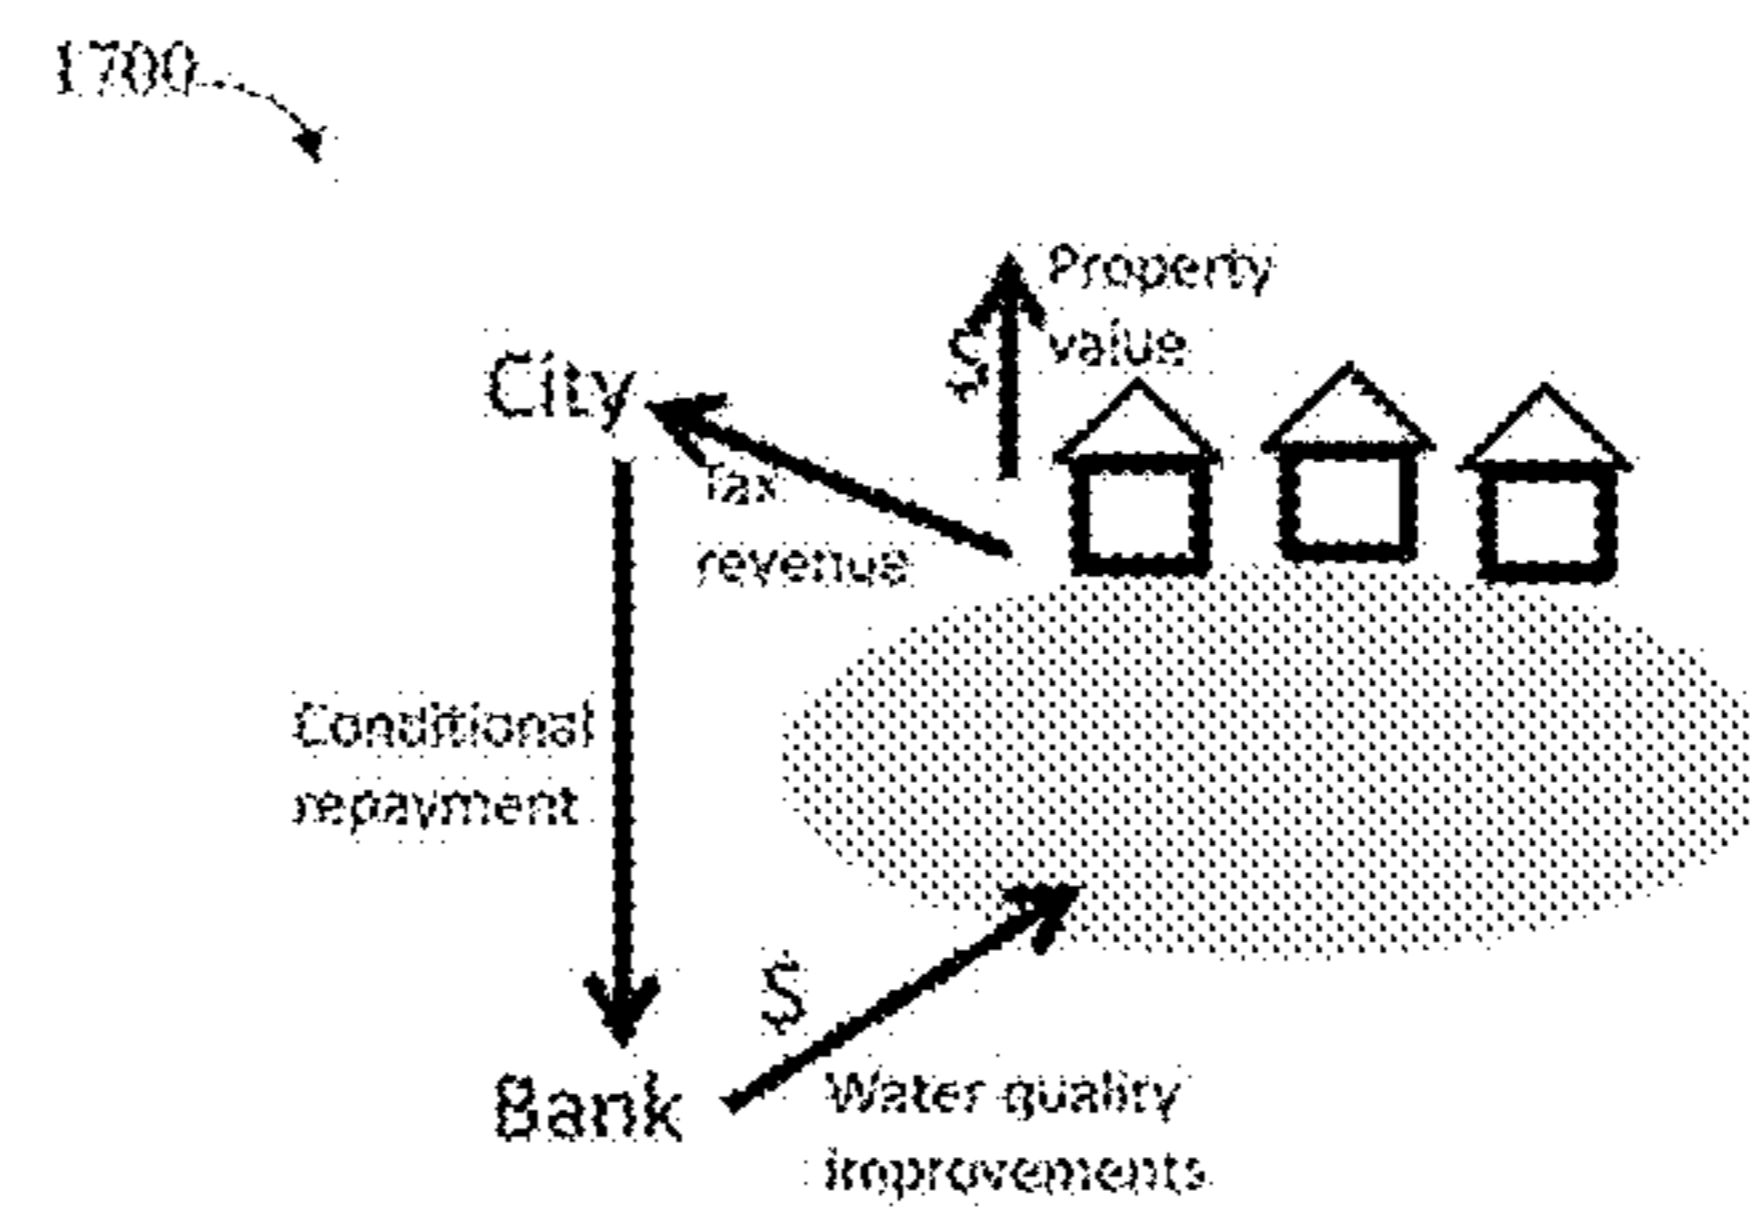 1700
Property
value
$
City
Tax
revenue
Conditional
repayment
$
Bank
Water quality
improvements